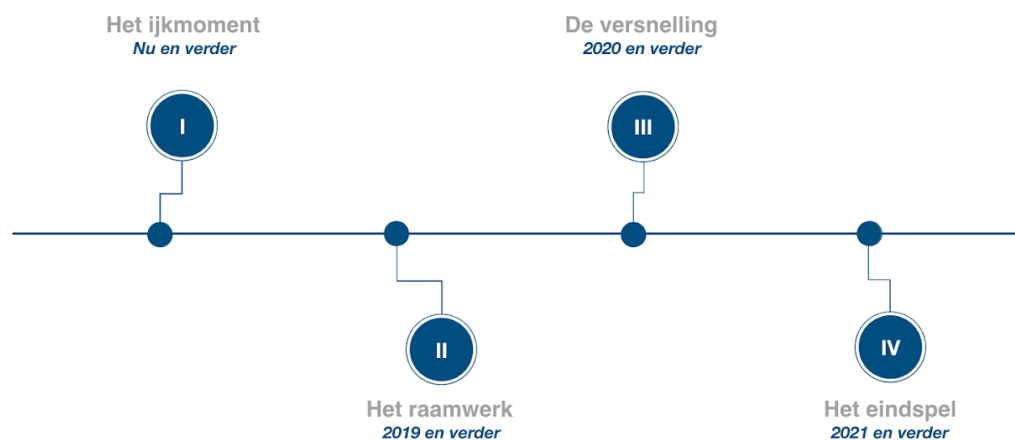 Het ijkmoment
Nu en verder
I
II
Het raamwerk
2019 en verder
De versnelling
2020 en verder
III
IV
Het eindspel
2021 en verder